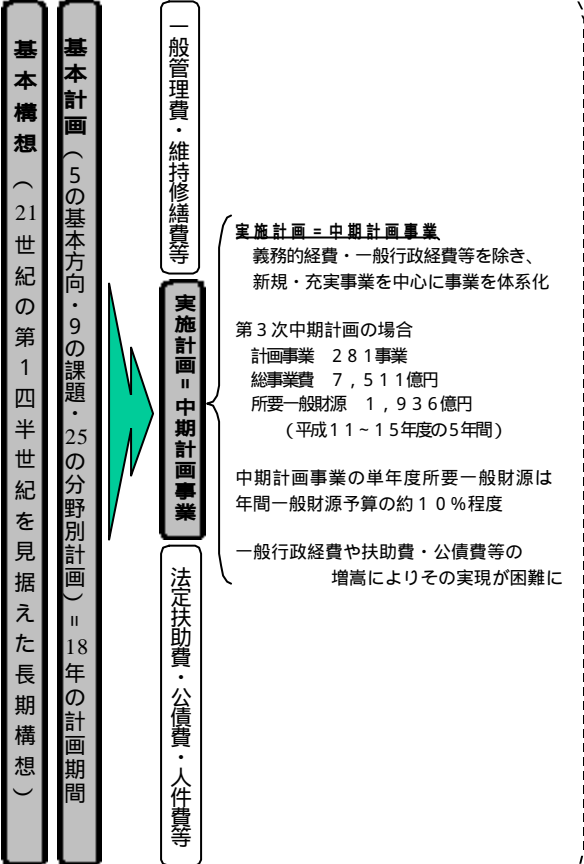 基本構想（21世紀の第1四半世紀を見据えた長期構想）
基本計画（5の基本方向・9の課題・25の分野別計画）＝18年の計画期間
一般管理費・維持修繕費等
実施計画＝中期計画事業
法定扶助費・公債費・人件費等
実施計画＝中期計画事業
義務的経費・一般行政経費等を除き、
新規・充実事業を中心に事業を体系化
第３次中期計画の場合
計画事業　２８１事業
総事業費　７，５１１億円
所要一般財源　１，９３６億円
（平成１１~１５年度の５年間）
中期計画事業の単年度所要一般財源は
年間一般財源予算の約１０％程度
一般行政経費や扶助費・公債費等の
増嵩によりその実現が困難に